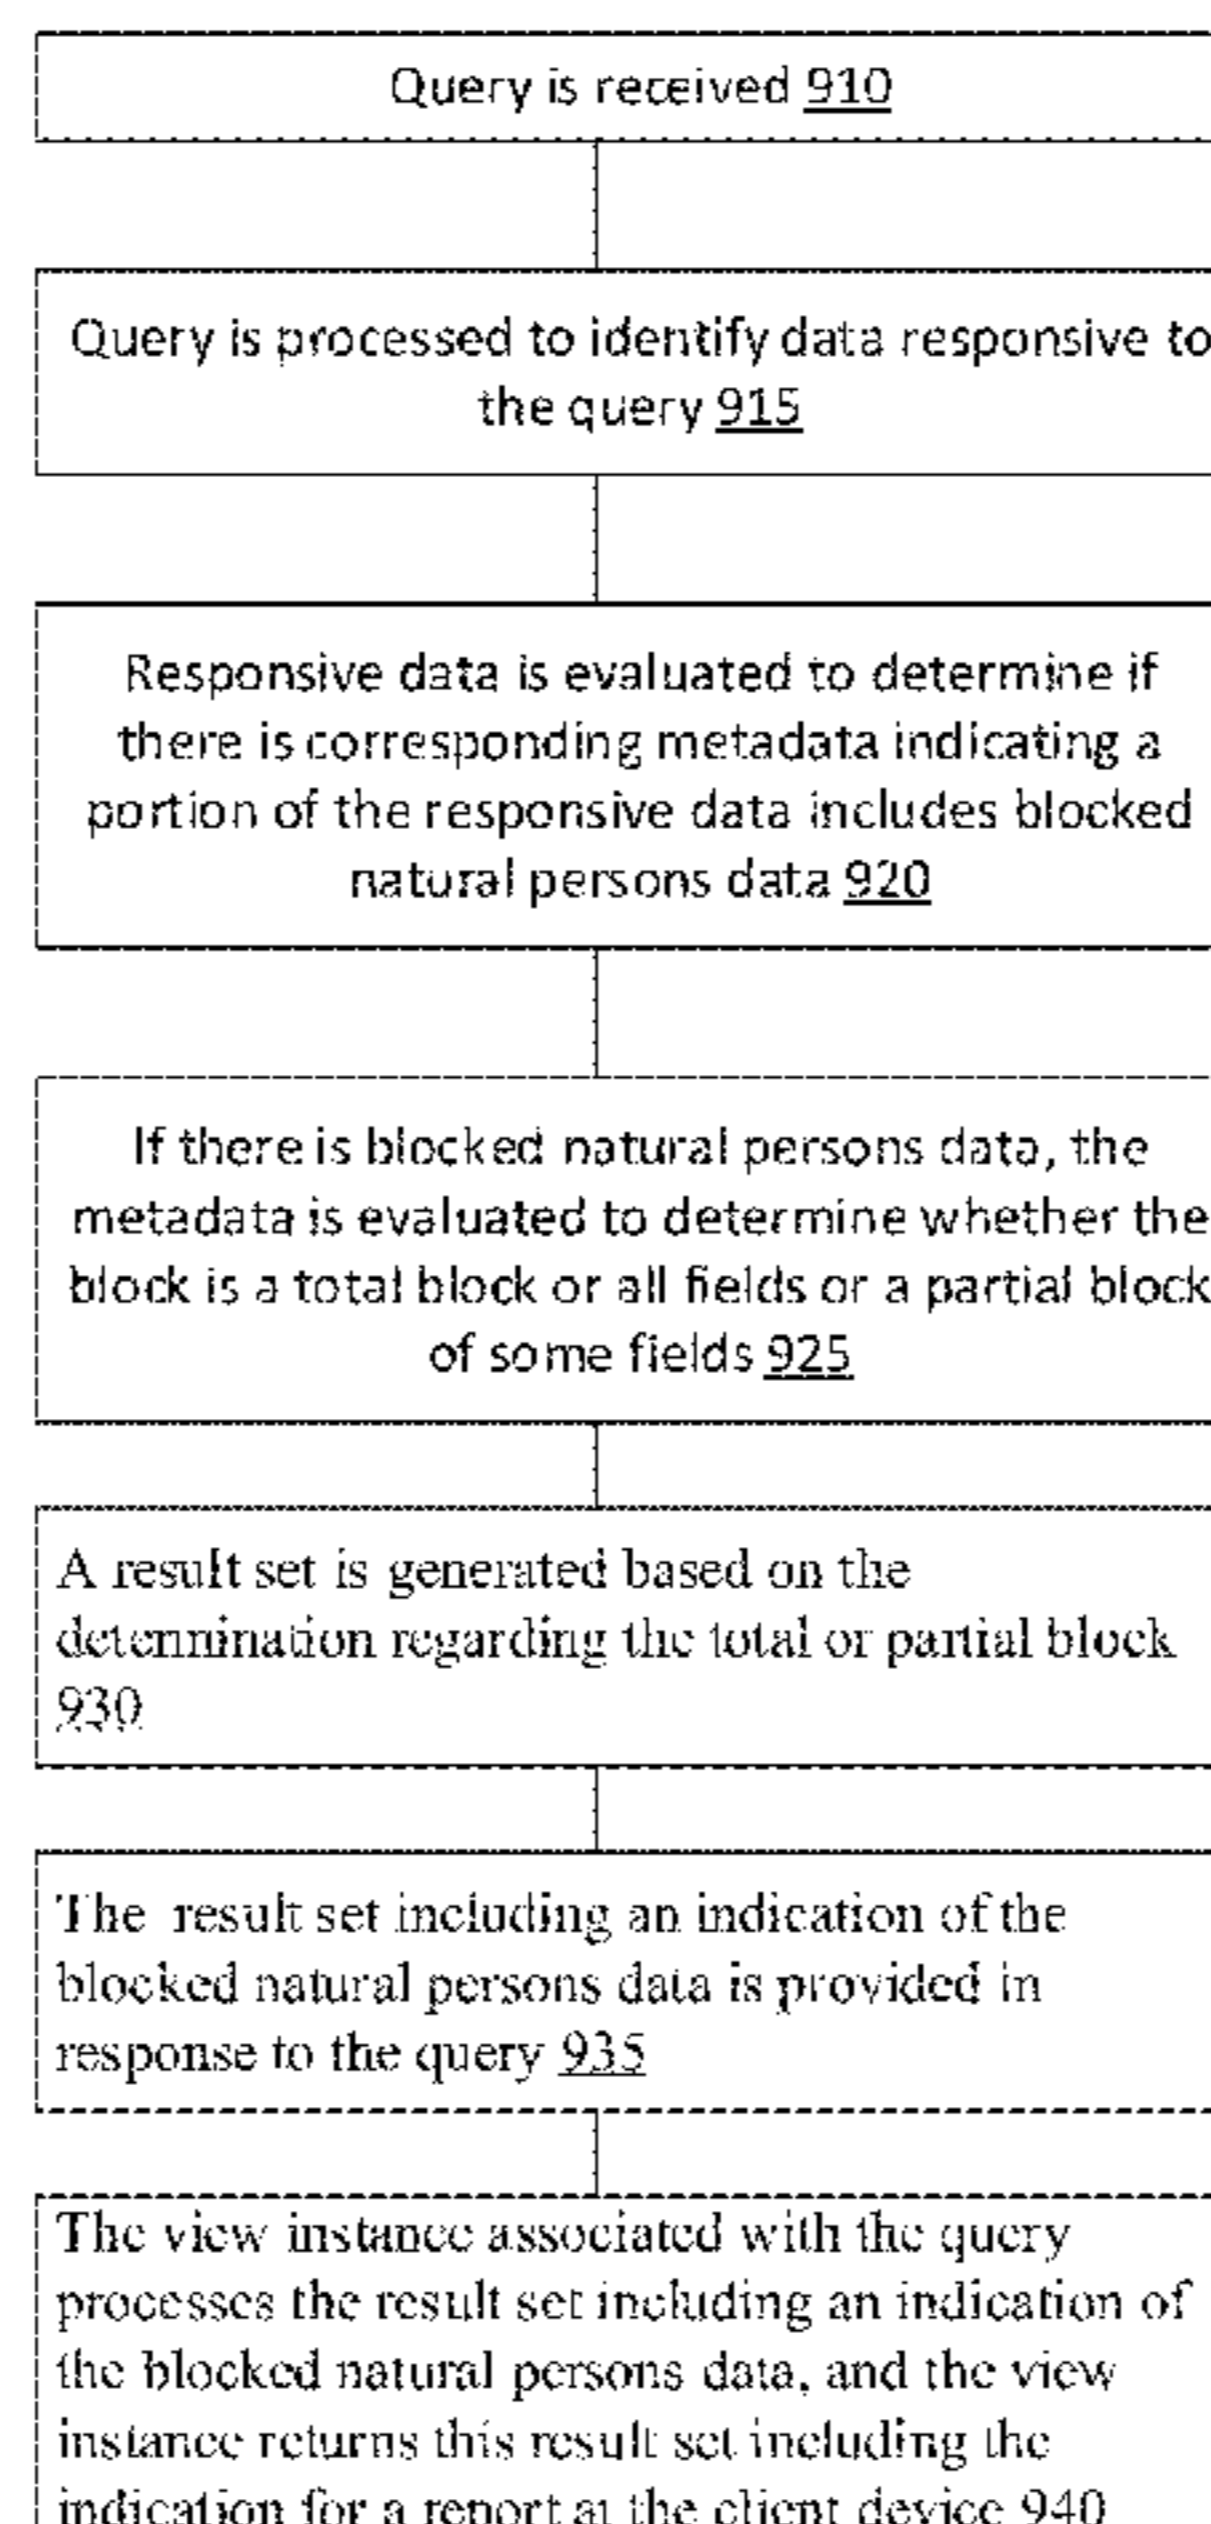 Query is received 910
Query is processed to identify data responsive to
the query 915
Responsive data is evaluated to determine if
there is corresponding metadata indicating a
portion of the responsive data includes blocked
natural persons data 920
If there is blocked natural persons data, the
metadata is evaluated to determine whether the
block is a total block or all fields or a partial block
of some fields 925
A result set is generated based on the
determination regarding the total or partial block
930
The result set including an indication of the
blocked natural persons data is provided in
response to the query 935
The view instance associated with the query
processes the result set including an indication of
the blocked natural persons data, and the view
instance returns this result set including the
indication for a report at the client device 940